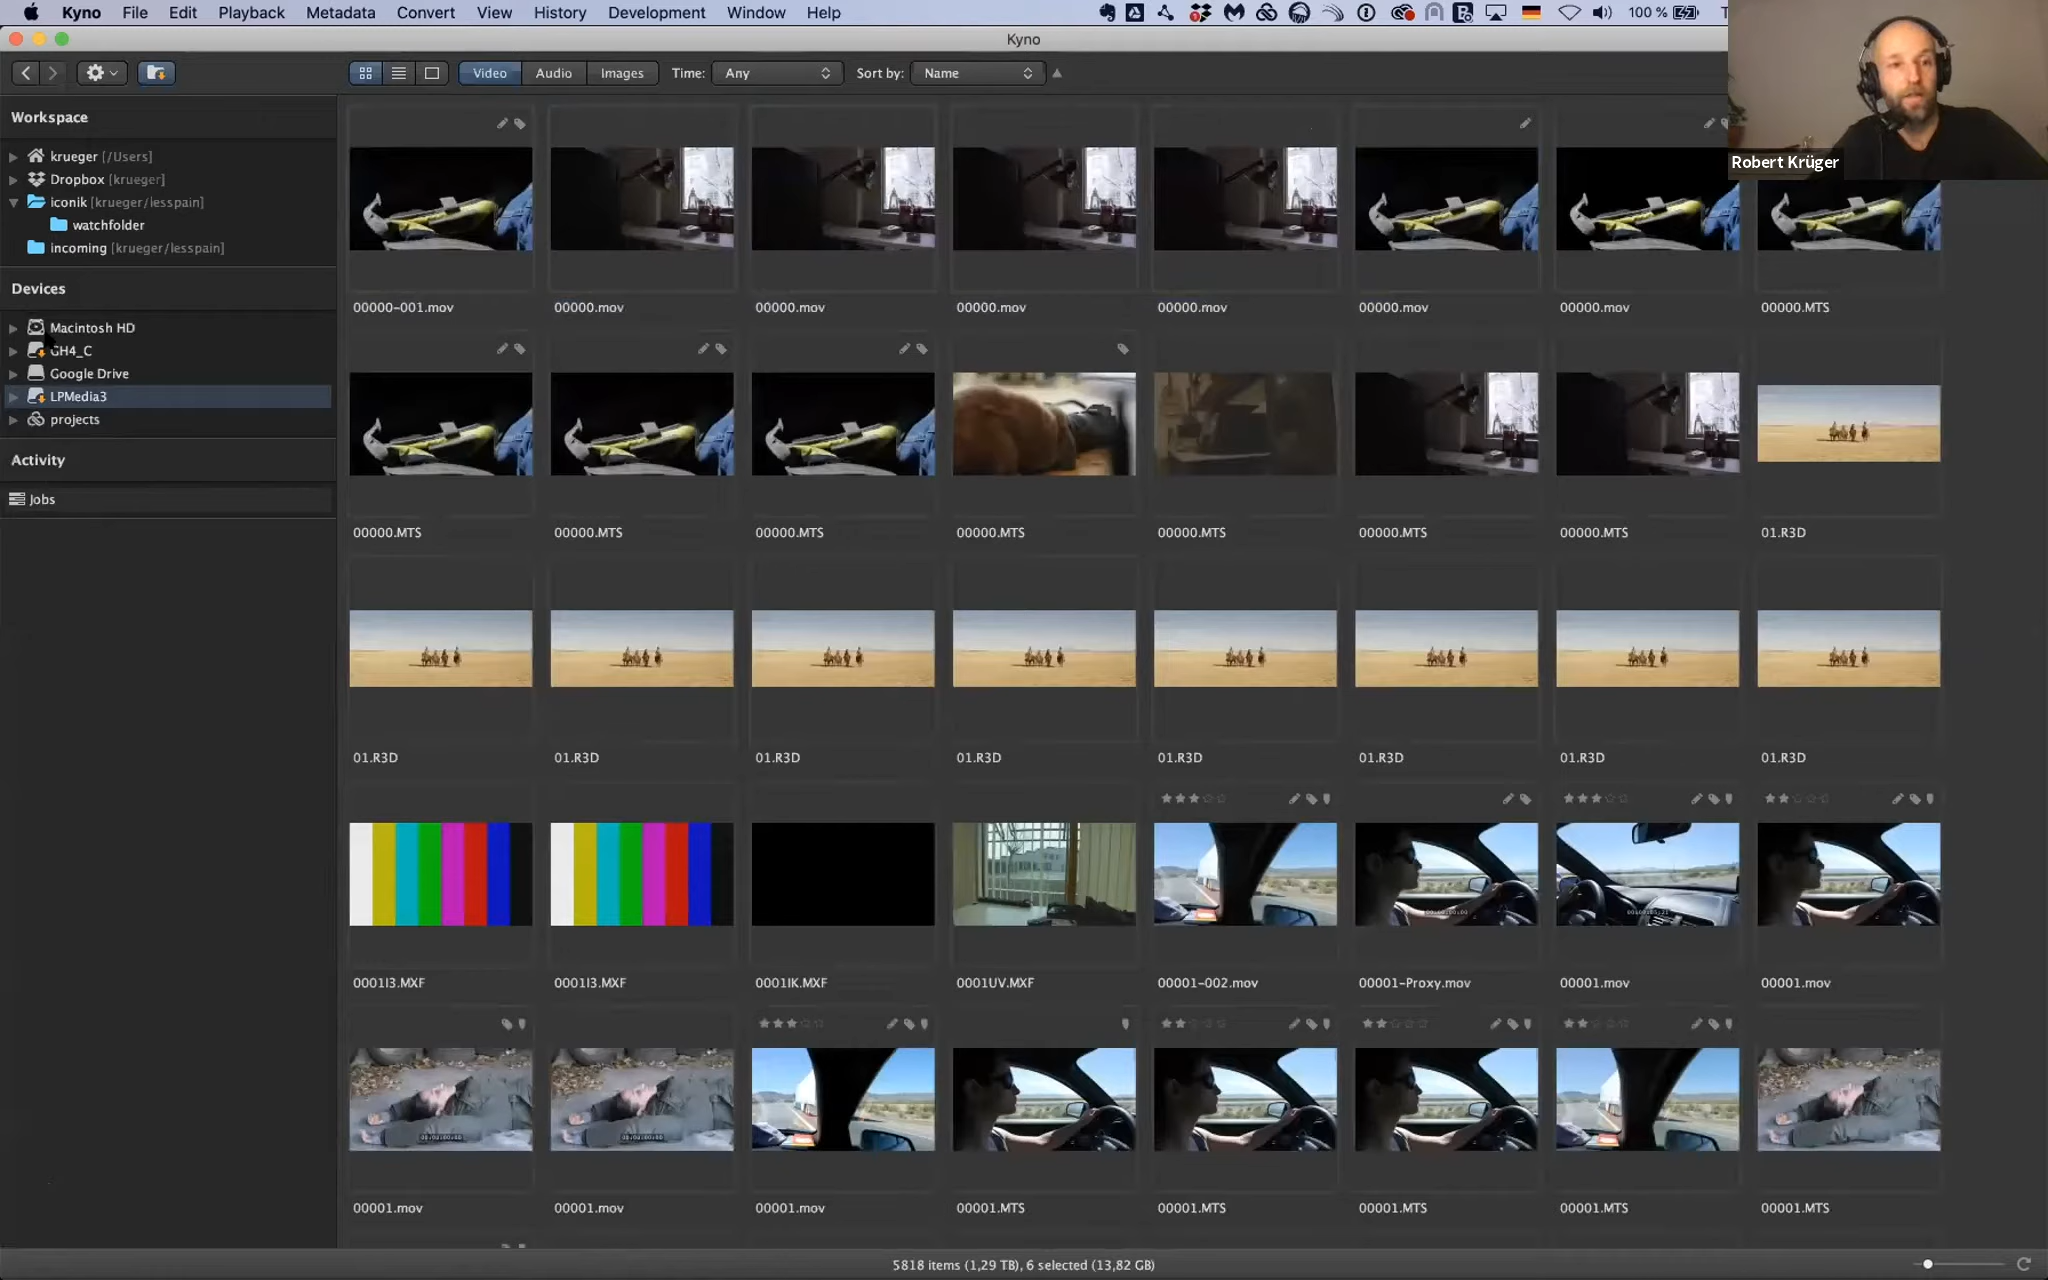 Kyno File Edit Playback Metadata Convert View History Development Window Help 100 %
Kyno
Video Audio Images Time: Any Sort by: Name
Robert Krüger
Workspace
krueger [/Users]
Dropbox [krueger]
iconik [krueger/lesspain]
watchfolder
incoming [krueger/lesspain]
Devices
Macintosh HD
GH4_C
Google Drive
LPMedia3
projects
Activity
Jobs
00000-001.mov 00000.mov 00000.mov 00000.mov 00000.mov 00000.mov 00000.mov 00000.MTS
00000.MTS 00000.MTS 00000.MTS 00000.MTS 00000.MTS 00000.MTS 00000.MTS 01.R3D
01.R3D 01.R3D 01.R3D 01.R3D 01.R3D 01.R3D 01.R3D 01.R3D
0001I3.MXF 0001I3.MXF 0001IK.MXF 0001UV.MXF 00001-002.mov 00001-Proxy.mov 00001.mov 00001.mov
00001.mov 00001.mov 00001.mov 00001.MTS 00001.MTS 00001.MTS 00001.MTS 00001.MTS
5818 items (1,29 TB), 6 selected (13,82 GB)